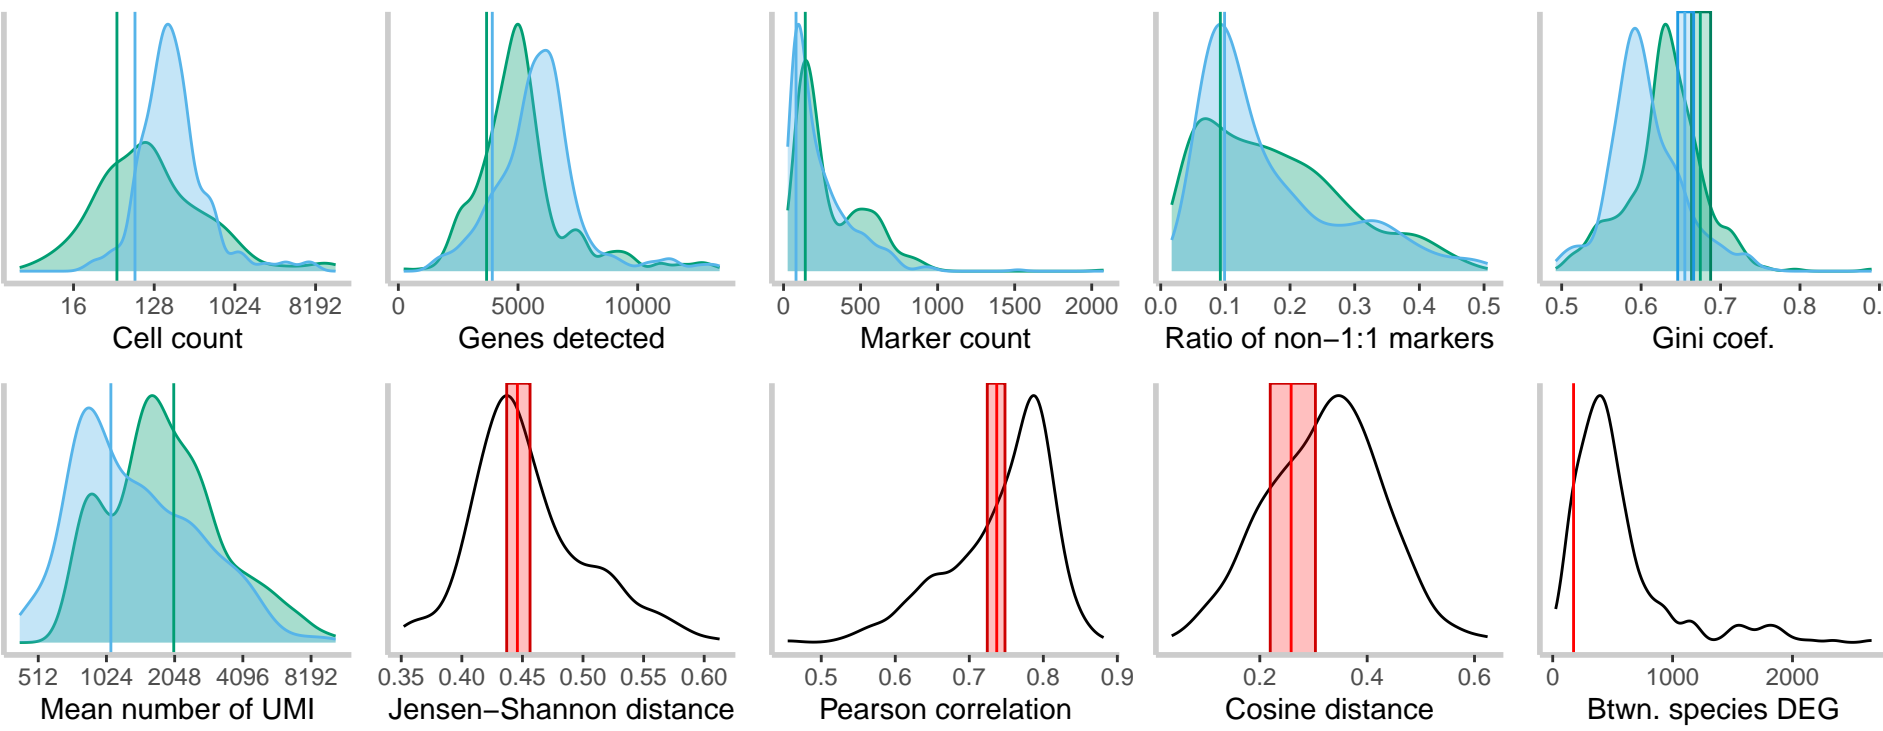 16 128 1024 8192
Cell count
0 5000 10000
Genes detected
0 500 1000 1500 2000
Marker count
0.0 0.1 0.2 0.3 0.4 0.5
Ratio of non−1:1 markers
0.5 0.6 0.7 0.8 0.
Gini coef.
512 1024 2048 4096 8192
Mean number of UMI
0.35 0.40 0.45 0.50 0.55 0.60
Jensen−Shannon distance
0.5 0.6 0.7 0.8 0.9
Pearson correlation
0.2 0.4 0.6
Cosine distance
0 1000 2000
Btwn. species DEG